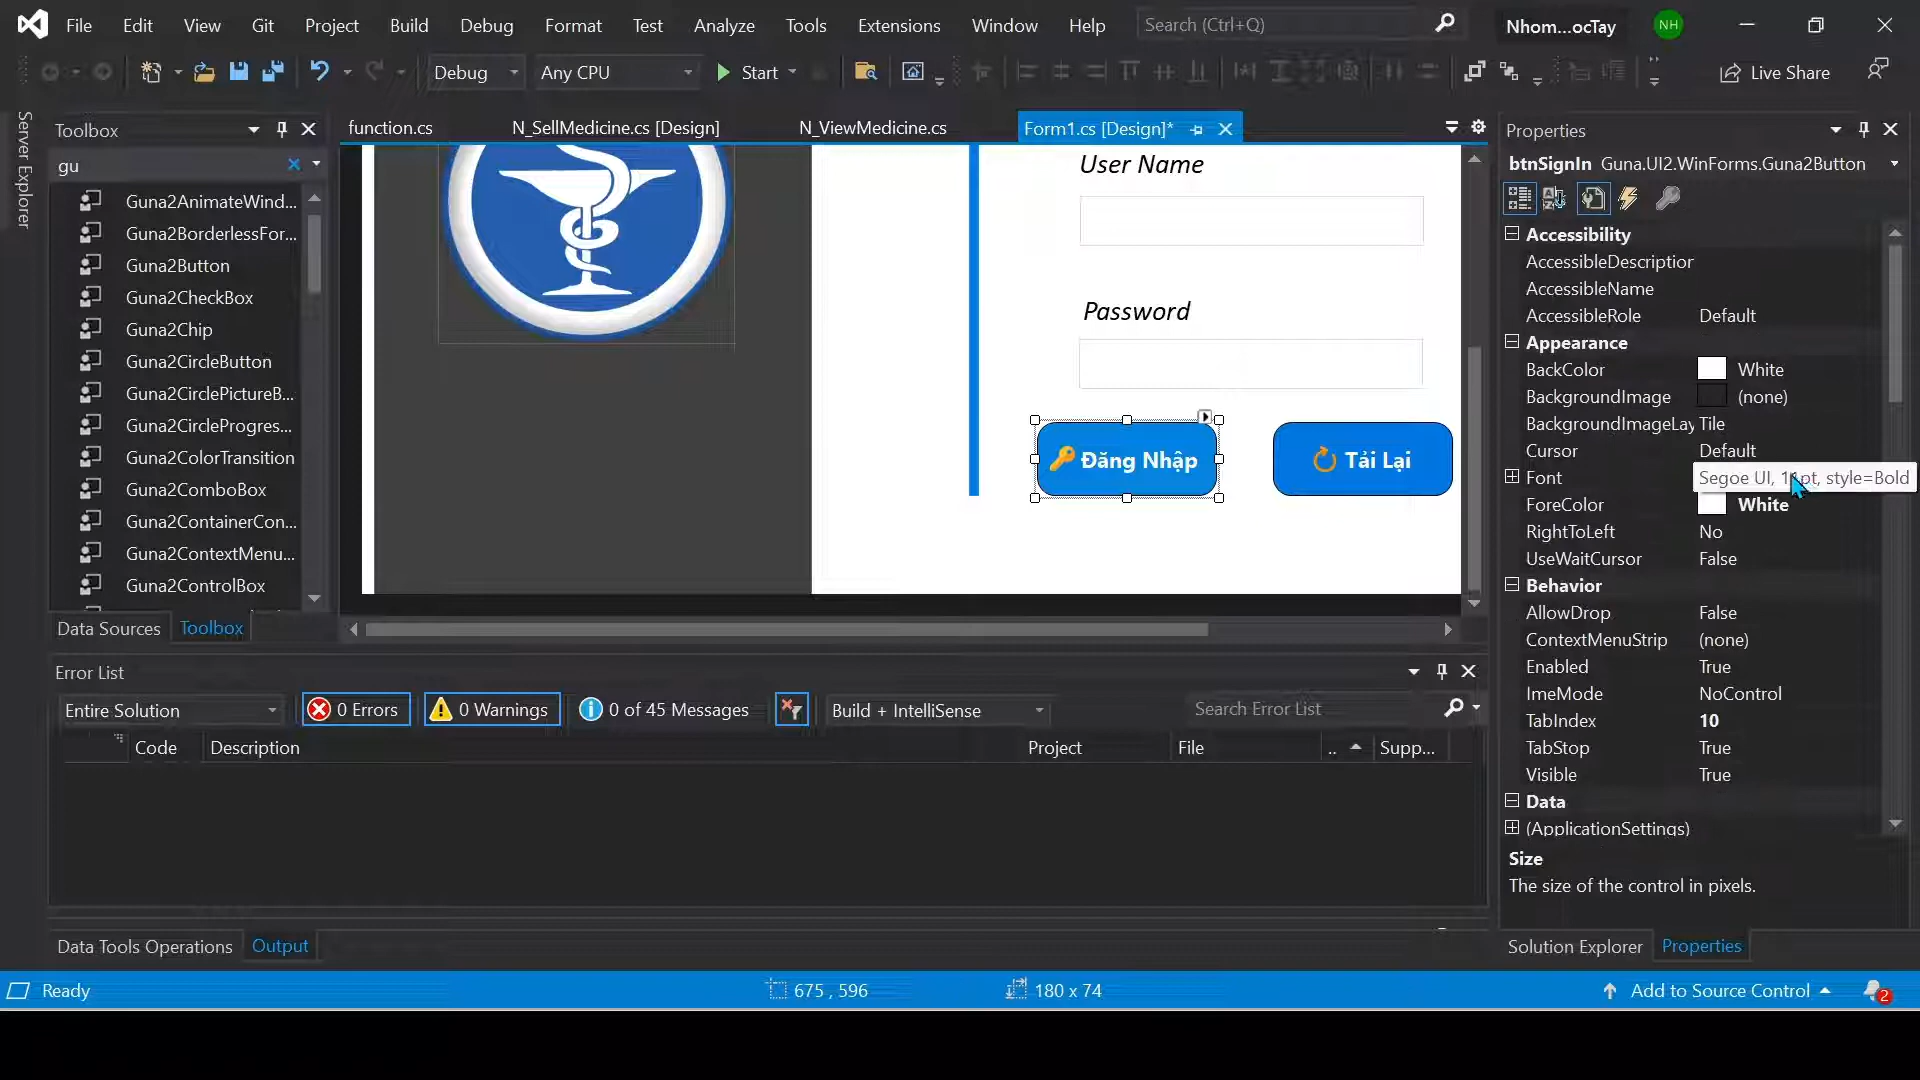 File Edit View Git Project Build Debug Format Test Analyze Tools Extensions Window Help Search (Ctrl+Q) Nhom...ocTay NH
Debug Any CPU Start Live Share
Server Explorer
Toolbox
gu
Guna2AnimateWind...
Guna2BorderlessFor...
Guna2Button
Guna2CheckBox
Guna2Chip
Guna2CircleButton
Guna2CirclePictureB...
Guna2CircleProgres...
Guna2ColorTransition
Guna2ComboBox
Guna2ContainerCon...
Guna2ContextMenu...
Guna2ControlBox
Data Sources Toolbox
function.cs N_SellMedicine.cs [Design] N_ViewMedicine.cs Form1.cs [Design]*
User Name
Password
Đăng Nhập Tải Lại
Properties
btnSignIn Guna.UI2.WinForms.Guna2Button
Accessibility
AccessibleDescription
AccessibleName
AccessibleRole Default
Appearance
BackColor White
BackgroundImage (none)
BackgroundImageLay Tile
Cursor Default
Font Segoe UI, 11pt, style=Bold
ForeColor White
RightToLeft No
UseWaitCursor False
Behavior
AllowDrop False
ContextMenuStrip (none)
Enabled True
ImeMode NoControl
TabIndex 10
TabStop True
Visible True
Data
(ApplicationSettings)
Size
The size of the control in pixels.
Solution Explorer Properties
Error List
Entire Solution 0 Errors 0 Warnings 0 of 45 Messages Build + IntelliSense Search Error List
Code Description Project File .. Supp...
Data Tools Operations Output
Ready 675 , 596 180 x 74 Add to Source Control 2